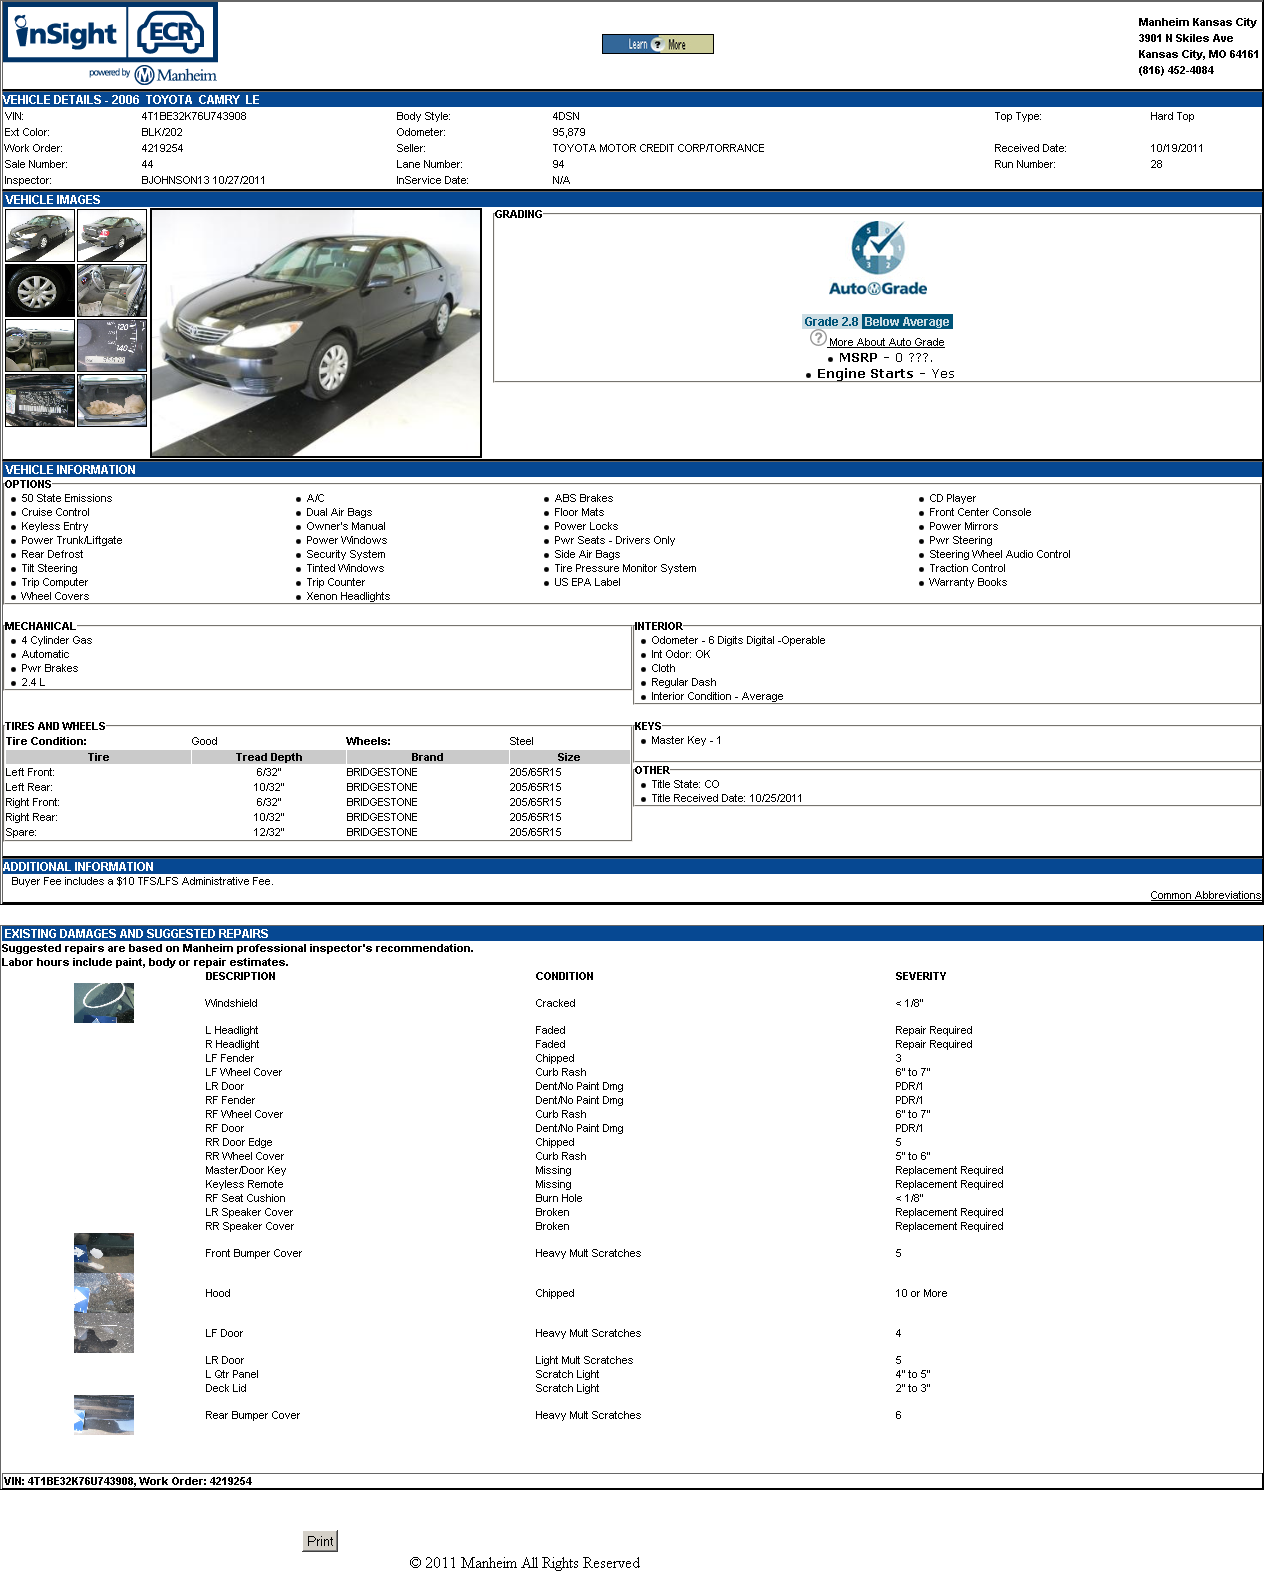 inSight ECR
powered by Manheim
Learn ? More
Manheim Kansas City
3901 N Skiles Ave
Kansas City, MO 64161
(816) 452-4084
VEHICLE DETAILS - 2006 TOYOTA CAMRY LE
VIN: 4T1BE32K76U743908 Body Style: 4DSN Top Type: Hard Top
Ext Color: BLK/202 Odometer: 95,879
Work Order: 4219254 Seller: TOYOTA MOTOR CREDIT CORP/TORRANCE Received Date: 10/19/2011
Sale Number: 44 Lane Number: 94 Run Number: 28
Inspector: BJOHNSON13 10/27/2011 InService Date: N/A
VEHICLE IMAGES
120
140
GRADING
5 0 4 1 3 2
Auto Grade
Grade 2.8 Below Average
? More About Auto Grade
• MSRP - 0 ???.
• Engine Starts - Yes
VEHICLE INFORMATION
OPTIONS
• 50 State Emissions • A/C • ABS Brakes • CD Player
• Cruise Control • Dual Air Bags • Floor Mats • Front Center Console
• Keyless Entry • Owner's Manual • Power Locks • Power Mirrors
• Power Trunk/Liftgate • Power Windows • Pwr Seats - Drivers Only • Pwr Steering
• Rear Defrost • Security System • Side Air Bags • Steering Wheel Audio Control
• Tilt Steering • Tinted Windows • Tire Pressure Monitor System • Traction Control
• Trip Computer • Trip Counter • US EPA Label • Warranty Books
• Wheel Covers • Xenon Headlights
MECHANICAL
• 4 Cylinder Gas
• Automatic
• Pwr Brakes
• 2.4 L
INTERIOR
• Odometer - 6 Digits Digital -Operable
• Int Odor: OK
• Cloth
• Regular Dash
• Interior Condition - Average
TIRES AND WHEELS
Tire Condition: Good Wheels: Steel
Tire Tread Depth Brand Size
Left Front: 6/32" BRIDGESTONE 205/65R15
Left Rear: 10/32" BRIDGESTONE 205/65R15
Right Front: 6/32" BRIDGESTONE 205/65R15
Right Rear: 10/32" BRIDGESTONE 205/65R15
Spare: 12/32" BRIDGESTONE 205/65R15
KEYS
• Master Key - 1
OTHER
• Title State: CO
• Title Received Date: 10/25/2011
ADDITIONAL INFORMATION
Buyer Fee includes a $10 TFS/LFS Administrative Fee.
Common Abbreviations
EXISTING DAMAGES AND SUGGESTED REPAIRS
Suggested repairs are based on Manheim professional inspector's recommendation.
Labor hours include paint, body or repair estimates.
DESCRIPTION CONDITION SEVERITY
Windshield Cracked < 1/8"
L Headlight Faded Repair Required
R Headlight Faded Repair Required
LF Fender Chipped 3
LF Wheel Cover Curb Rash 6" to 7"
LR Door Dent/No Paint Dmg PDR/1
RF Fender Dent/No Paint Dmg PDR/1
RF Wheel Cover Curb Rash 6" to 7"
RF Door Dent/No Paint Dmg PDR/1
RR Door Edge Chipped 5
RR Wheel Cover Curb Rash 5" to 6"
Master/Door Key Missing Replacement Required
Keyless Remote Missing Replacement Required
RF Seat Cushion Burn Hole < 1/8"
LR Speaker Cover Broken Replacement Required
RR Speaker Cover Broken Replacement Required
Front Bumper Cover Heavy Mult Scratches 5
Hood Chipped 10 or More
LF Door Heavy Mult Scratches 4
LR Door Light Mult Scratches 5
L Qtr Panel Scratch Light 4" to 5"
Deck Lid Scratch Light 2" to 3"
Rear Bumper Cover Heavy Mult Scratches 6
VIN: 4T1BE32K76U743908, Work Order: 4219254
Print
© 2011 Manheim All Rights Reserved